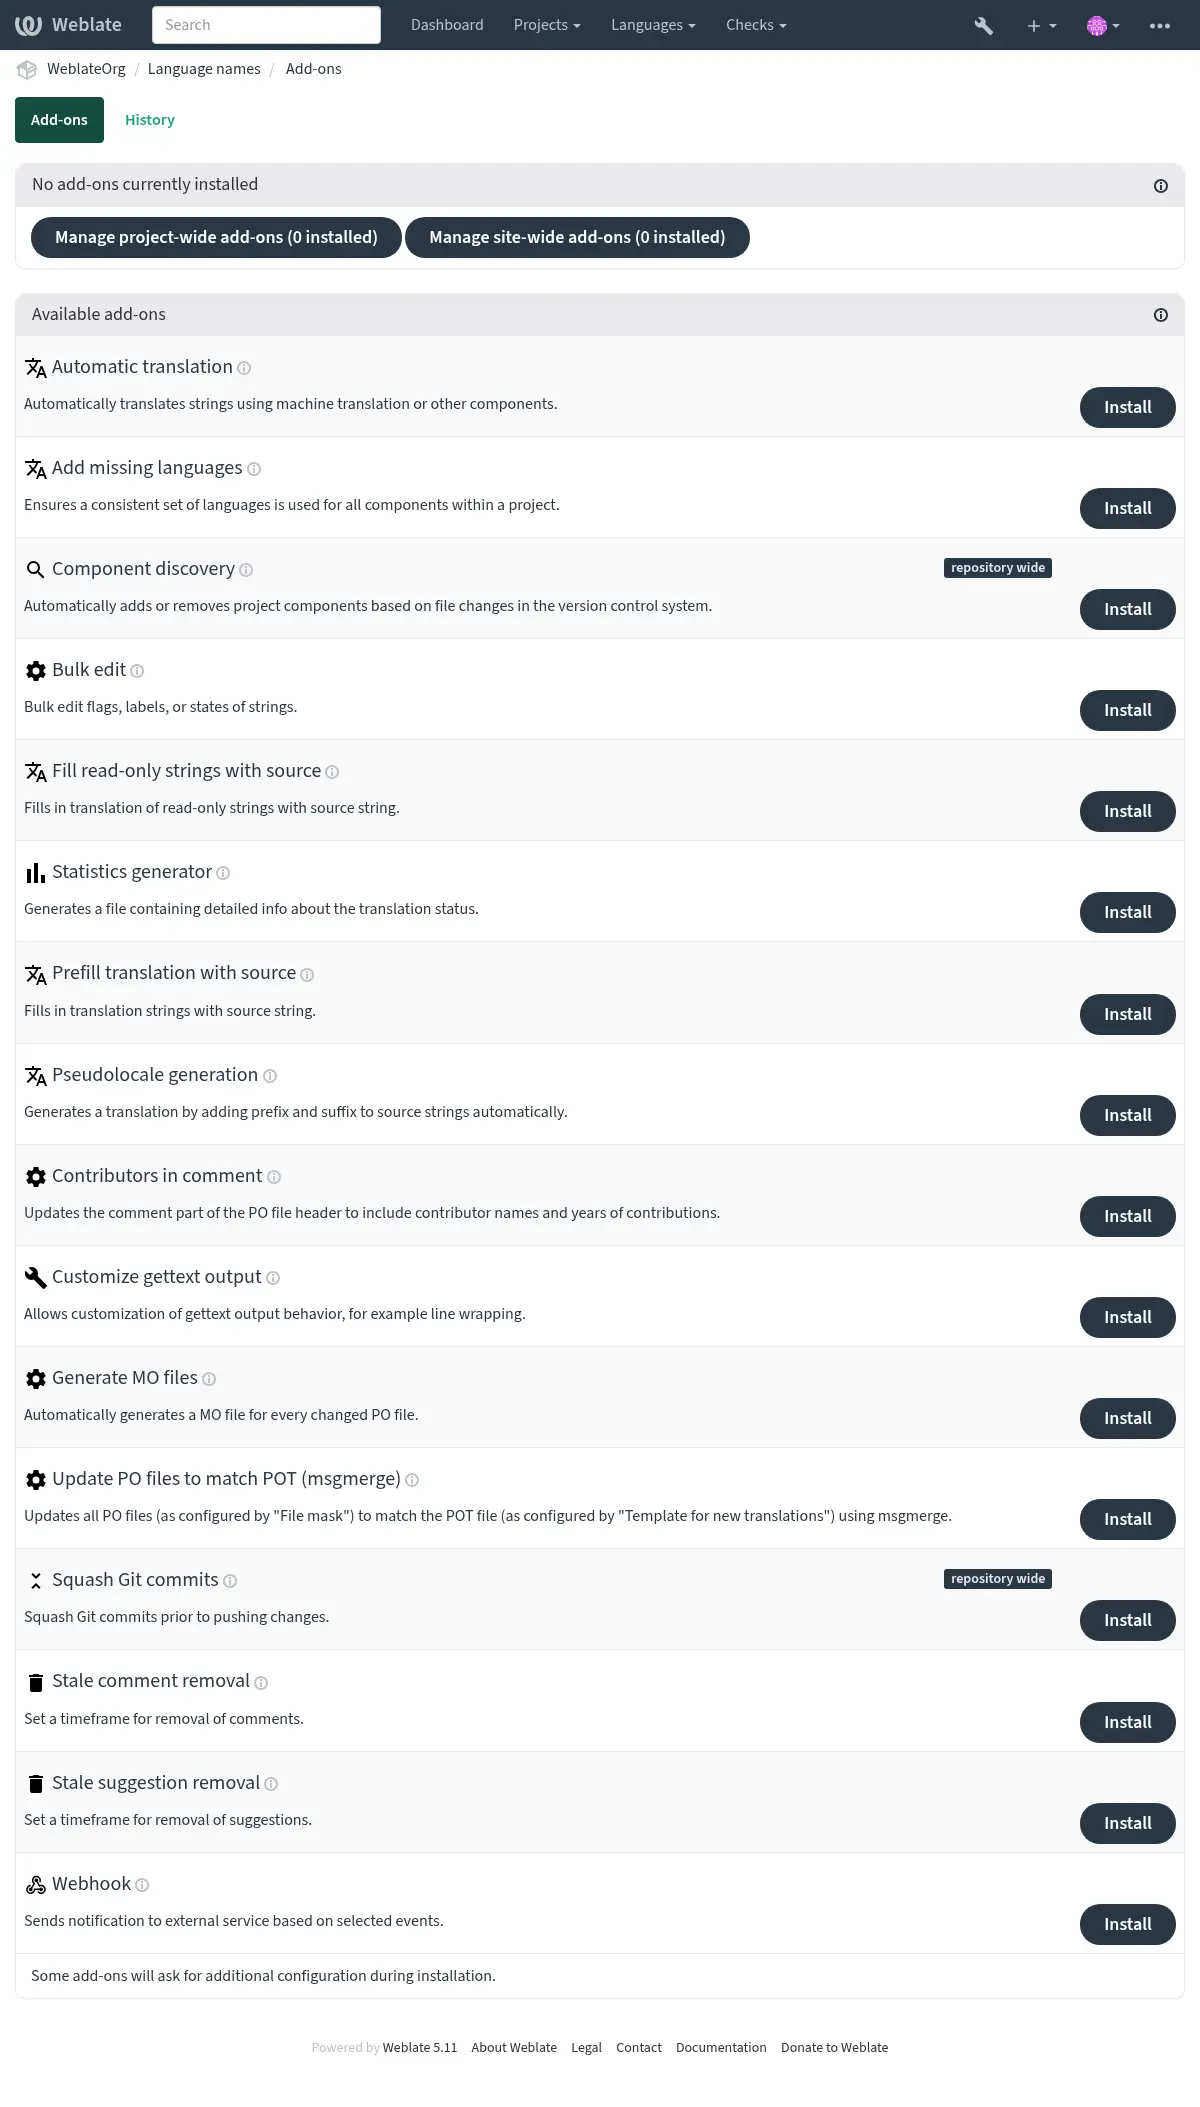 Weblate Search Dashboard Projects Languages Checks
WeblateOrg / Language names / Add-ons
Add-ons History
No add-ons currently installed
Manage project-wide add-ons (0 installed) Manage site-wide add-ons (0 installed)
Available add-ons
Automatic translation
Automatically translates strings using machine translation or other components.
Install
Add missing languages
Ensures a consistent set of languages is used for all components within a project.
Install
Component discovery repository wide
Automatically adds or removes project components based on file changes in the version control system.
Install
Bulk edit
Bulk edit flags, labels, or states of strings.
Install
Fill read-only strings with source
Fills in translation of read-only strings with source string.
Install
Statistics generator
Generates a file containing detailed info about the translation status.
Install
Prefill translation with source
Fills in translation strings with source string.
Install
Pseudolocale generation
Generates a translation by adding prefix and suffix to source strings automatically.
Install
Contributors in comment
Updates the comment part of the PO file header to include contributor names and years of contributions.
Install
Customize gettext output
Allows customization of gettext output behavior, for example line wrapping.
Install
Generate MO files
Automatically generates a MO file for every changed PO file.
Install
Update PO files to match POT (msgmerge)
Updates all PO files (as configured by "File mask") to match the POT file (as configured by "Template for new translations") using msgmerge.
Install
Squash Git commits repository wide
Squash Git commits prior to pushing changes.
Install
Stale comment removal
Set a timeframe for removal of comments.
Install
Stale suggestion removal
Set a timeframe for removal of suggestions.
Install
Webhook
Sends notification to external service based on selected events.
Install
Some add-ons will ask for additional configuration during installation.
Powered by Weblate 5.11 About Weblate Legal Contact Documentation Donate to Weblate